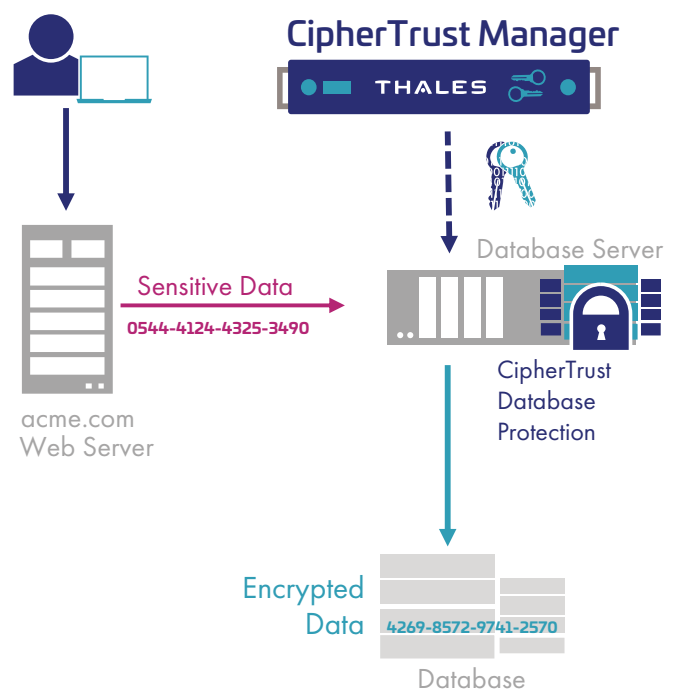 CipherTrust Manager
THALES
Database Server
Sensitive Data
0544-4124-4325-3490
CipherTrust
Database
Protection
acme.com
Web Server
Encrypted
Data
4269-8572-9741-2570
Database